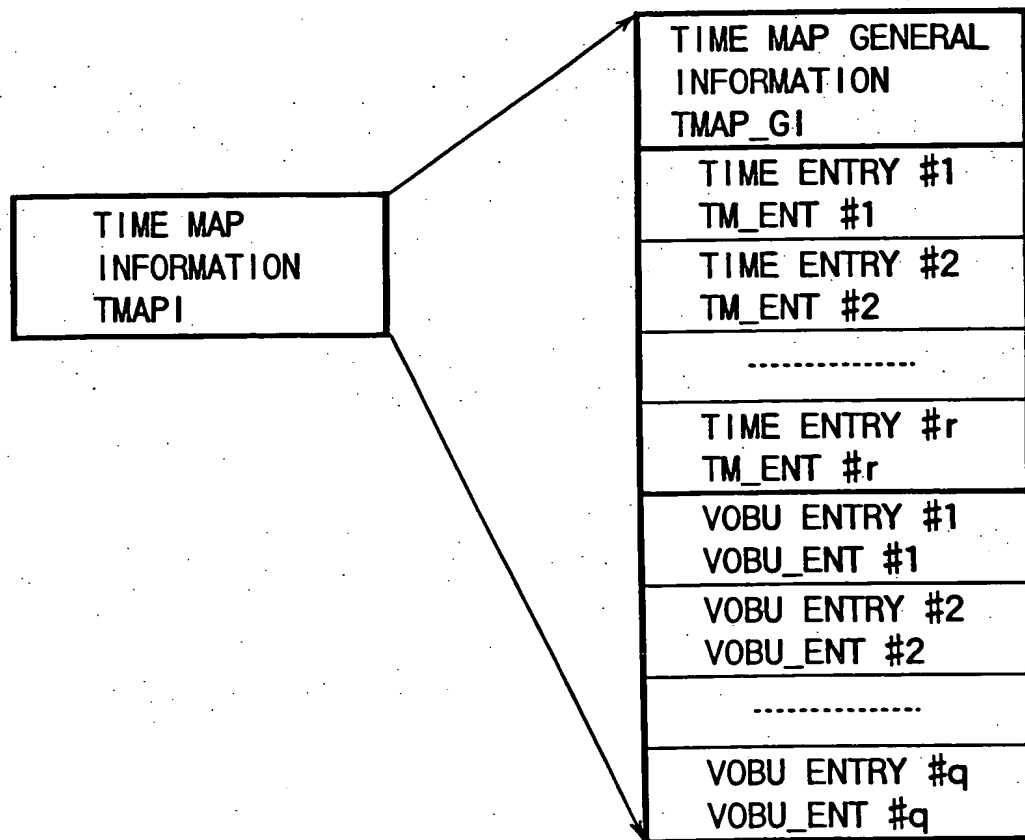 TIME MAP
INFORMATION
TMAPI
TIME MAP GENERAL
INFORMATION
TMAP_GI
TIME ENTRY #1
TM_ENT #1
TIME ENTRY #2
TM_ENT #2
---------------
TIME ENTRY #r
TM_ENT #r
VOBU ENTRY #1
VOBU_ENT #1
VOBU ENTRY #2
VOBU_ENT #2
---------------
VOBU ENTRY #q
VOBU_ENT #q